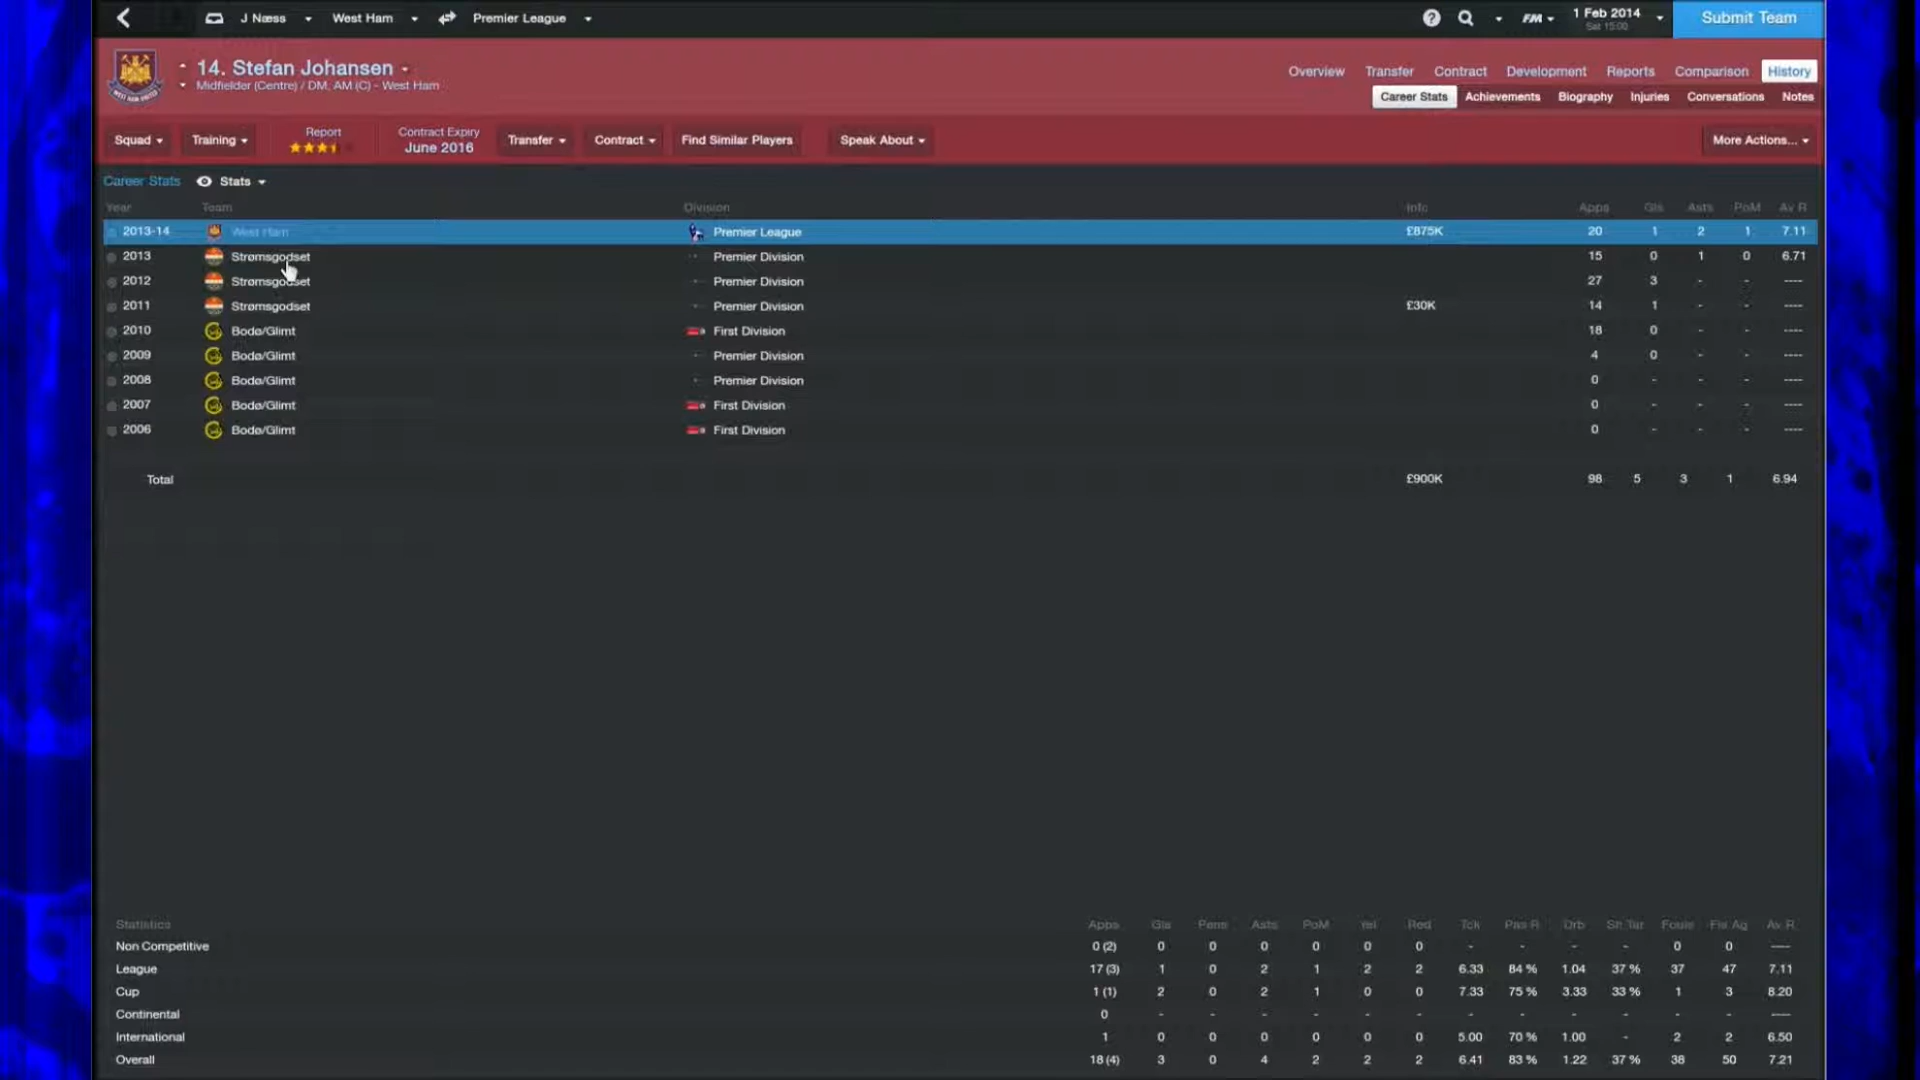 J Næss West Ham Premier League FM 1 Feb 2014 Submit Team
Sat 15:00
14. Stefan Johansen Overview Transfer Contract Development Reports Comparison History
Midfielder (Centre) / DM, AM (C) - West Ham Career Stats Achievements Biography Injuries Conversations Notes
Squad Training Report Contract Expiry June 2016 Transfer Contract Find Similar Players Speak About More Actions...
Career Stats Stats
Year Team Division Info Apps Gls Asts PoM Av R
2013-14 West Ham Premier League £875K 20 1 2 1 7.11
2013 Strømsgodset Premier Division 15 0 1 0 6.71
2012 Strømsgodset Premier Division 27 3 - - ----
2011 Strømsgodset Premier Division £30K 14 1 - - ----
2010 Bodø/Glimt First Division 18 0 - - ----
2009 Bodø/Glimt Premier Division 4 0 - - ----
2008 Bodø/Glimt Premier Division 0 - - - ----
2007 Bodø/Glimt First Division 0 - - - ----
2006 Bodø/Glimt First Division 0 - - - ----
Total £900K 98 5 3 1 6.94
Statistics Apps Gls Pens Asts PoM Yel Red Tck Pas R Drb Sh Tar Fouls Fls Ag Av R
Non Competitive 0 (2) 0 0 0 0 0 0 - - - - 0 0 ----
League 17 (3) 1 0 2 1 2 2 6.33 84 % 1.04 37 % 37 47 7.11
Cup 1 (1) 2 0 2 1 0 0 7.33 75 % 3.33 33 % 1 3 8.20
Continental 0 - - - - - - - - - - - - ----
International 1 0 0 0 0 0 0 5.00 70 % 1.00 - 2 2 6.50
Overall 18 (4) 3 0 4 2 2 2 6.41 83 % 1.22 37 % 38 50 7.21